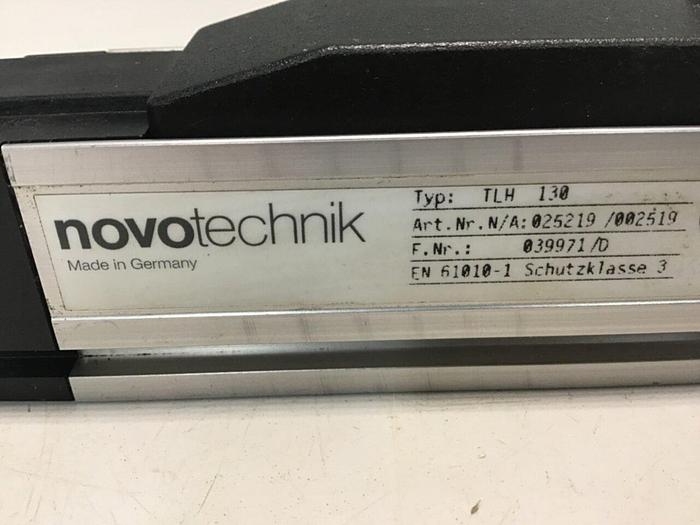 novotechnik
Made in Germany
Typ: TLH 130
Art.Nr.N/A: 025219 /002519
F.Nr.: 039971/D
EN 61010-1 Schutzklasse 3